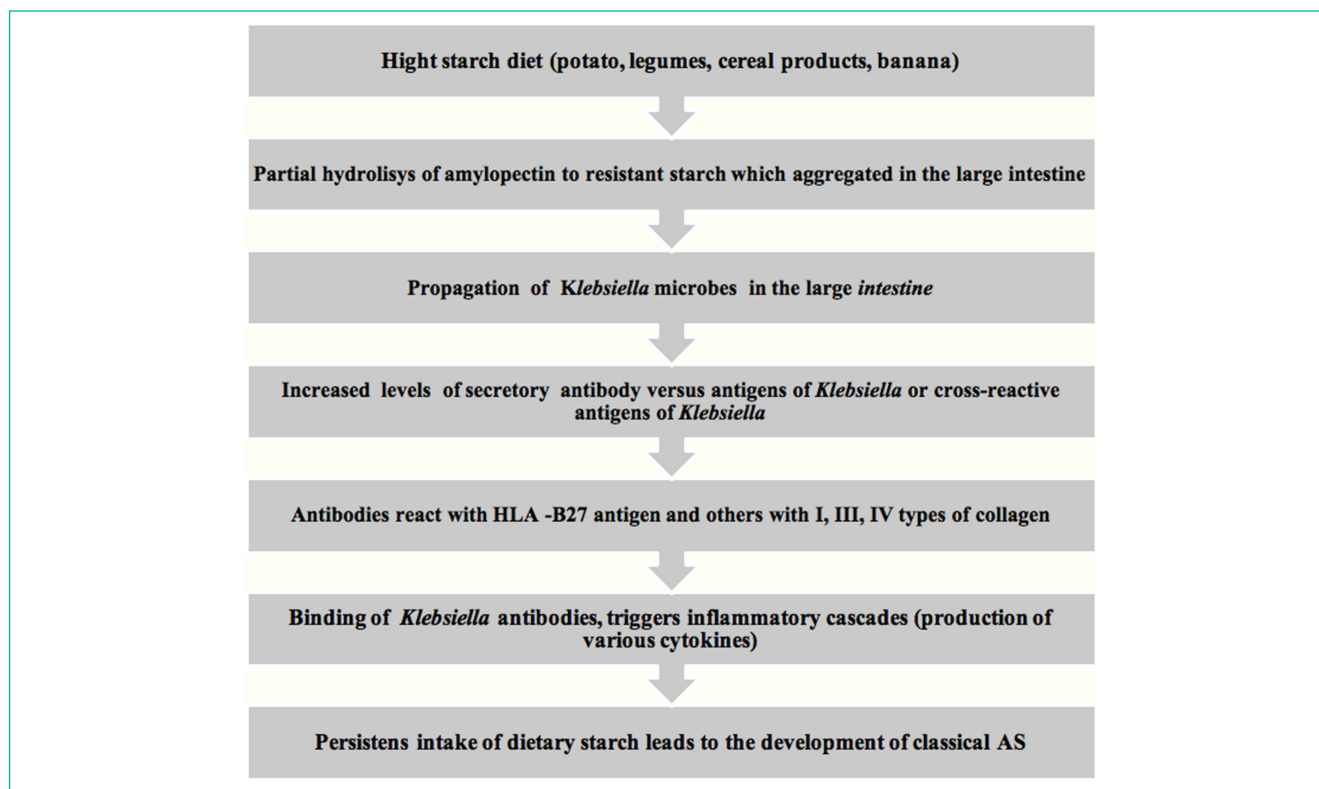 Hight starch diet (potato, legumes, cereal products, banana)
Partial hydrolisys of amylopectin to resistant starch which aggregated in the large intestine
Propagation of Klebsiella microbes in the large intestine
Increased levels of secretory antibody versus antigens of Klebsiella or cross-reactive
antigens of Klebsiella
Antibodies react with HLA -B27 antigen and others with I, III, IV types of collagen
Binding of Klebsiella antibodies, triggers inflammatory cascades (production of
various cytokines)
Persistens intake of dietary starch leads to the development of classical AS